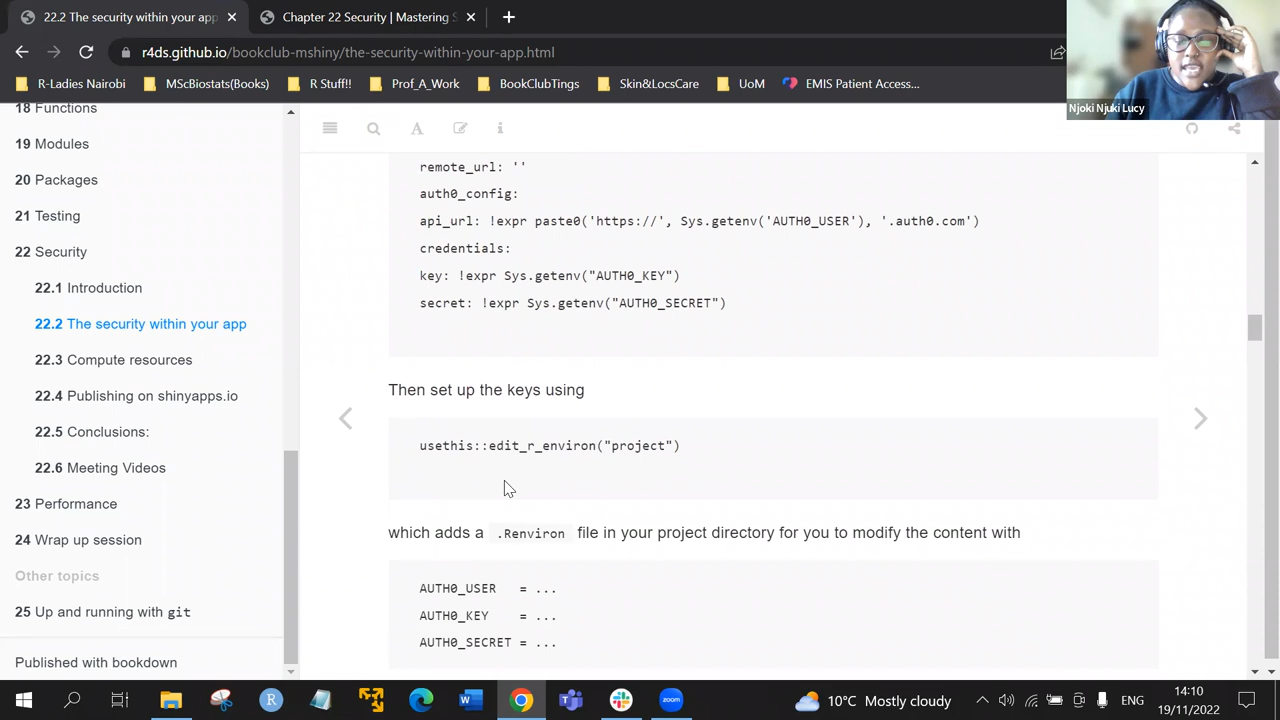 22.2 The security within your app
Chapter 22 Security | Mastering S
r4ds.github.io/bookclub-mshiny/the-security-within-your-app.html
R-Ladies Nairobi
MScBiostats(Books)
R Stuff!!
Prof_A_Work
BookClubTings
Skin&LocsCare
UoM
EMIS Patient Access...
Njoki Njuki Lucy
18 Functions
19 Modules
20 Packages
21 Testing
22 Security
22.1 Introduction
22.2 The security within your app
22.3 Compute resources
22.4 Publishing on shinyapps.io
22.5 Conclusions:
22.6 Meeting Videos
23 Performance
24 Wrap up session
Other topics
25 Up and running with git
Published with bookdown
remote_url: ''
auth0_config:
api_url: !expr paste0('https://', Sys.getenv('AUTH0_USER'), '.auth0.com')
credentials:
key: !expr Sys.getenv("AUTH0_KEY")
secret: !expr Sys.getenv("AUTH0_SECRET")
Then set up the keys using
usethis::edit_r_environ("project")
which adds a .Renviron file in your project directory for you to modify the content with
AUTH0_USER = ...
AUTH0_KEY = ...
AUTH0_SECRET = ...
10°C Mostly cloudy
ENG
14:10
19/11/2022